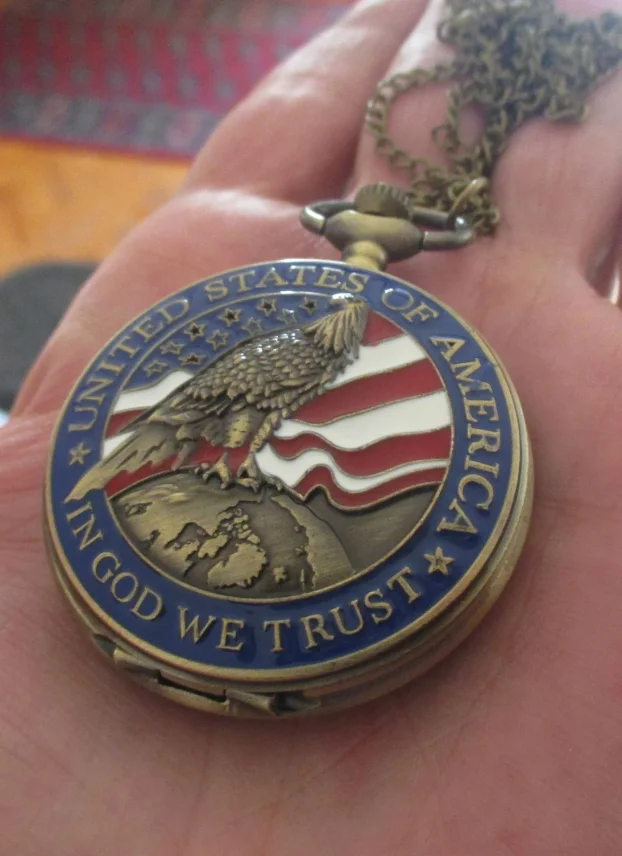 UNITED STATES OF AMERICA
IN GOD WE TRUST